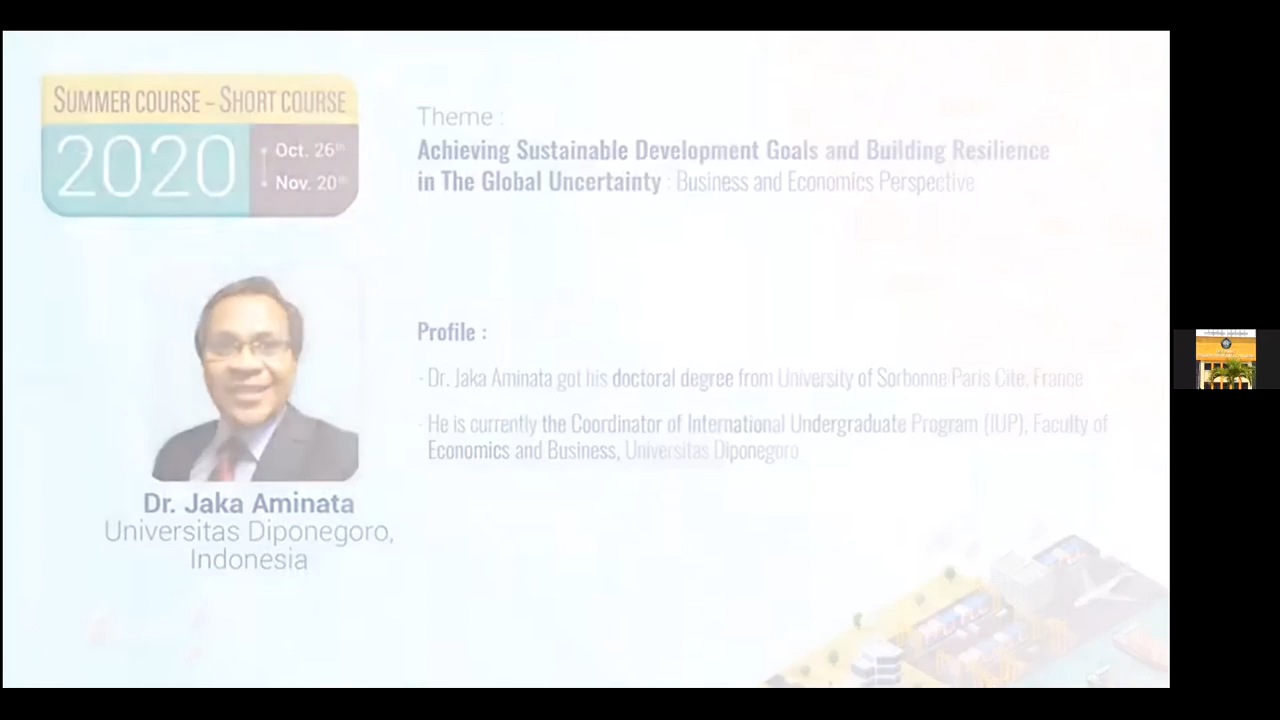 SUMMER COURSE – SHORT COURSE
2020
Oct. 26th
Nov. 20th
Theme :
Achieving Sustainable Development Goals and Building Resilience
in The Global Uncertainty : Business and Economics Perspective
Profile :
- Dr. Jaka Aminata got his doctoral degree from University of Sorbonne Paris Cite, France
- He is currently the Coordinator of International Undergraduate Program (IUP), Faculty of
Economics and Business, Universitas Diponegoro
Dr. Jaka Aminata
Universitas Diponegoro,
Indonesia